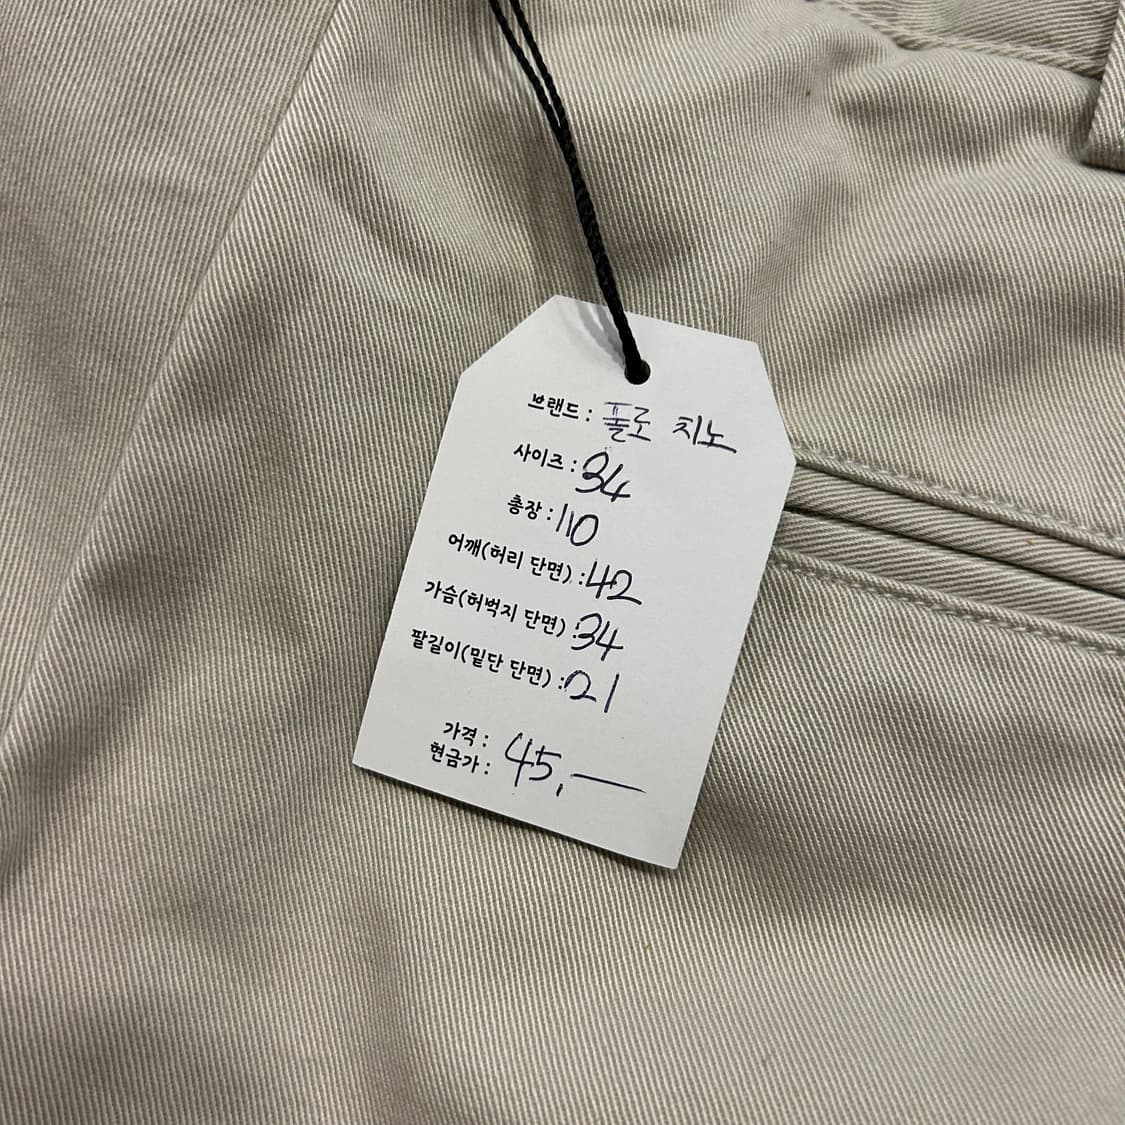 브랜드 : 폴로 치노
사이즈 : 34
총장 : 110
어깨(허리 단면) : 42
가슴(허벅지 단면) : 34
팔길이(밑단 단면) : 21
가격 :
현금가 : 45,—